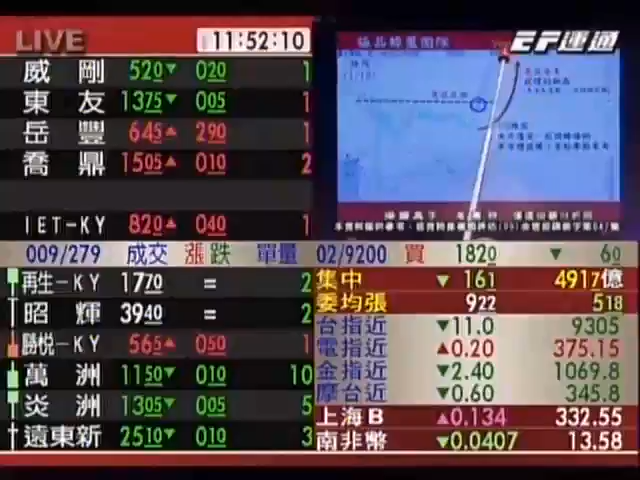 LIVE 11:52:10
EF運通
威剛 520▼ 020 1
東友 1375▼ 005 1
岳豐 645▲ 290 1
喬鼎 1505▲ 010 2
IET-KY 820▲ 040 1
009/279 成交 漲跌 單量
02/9200 買 1820 ▼ 60
再生-KY 1770 = 2
昭輝 3940 = 2
勝悅-KY 565▲ 050 1
萬洲 1150▼ 010 10
炎洲 1305▼ 005 5
遠東新 2510▼ 010 3
集中 ▼ 161 4917億
委均張 922 518
台指近 ▼11.0 9305
電指近 ▲0.20 375.15
金指近 ▼2.40 1069.8
摩台近 ▼0.60 345.8
上海B ▲0.134 332.55
南非幣 ▼0.0407 13.58